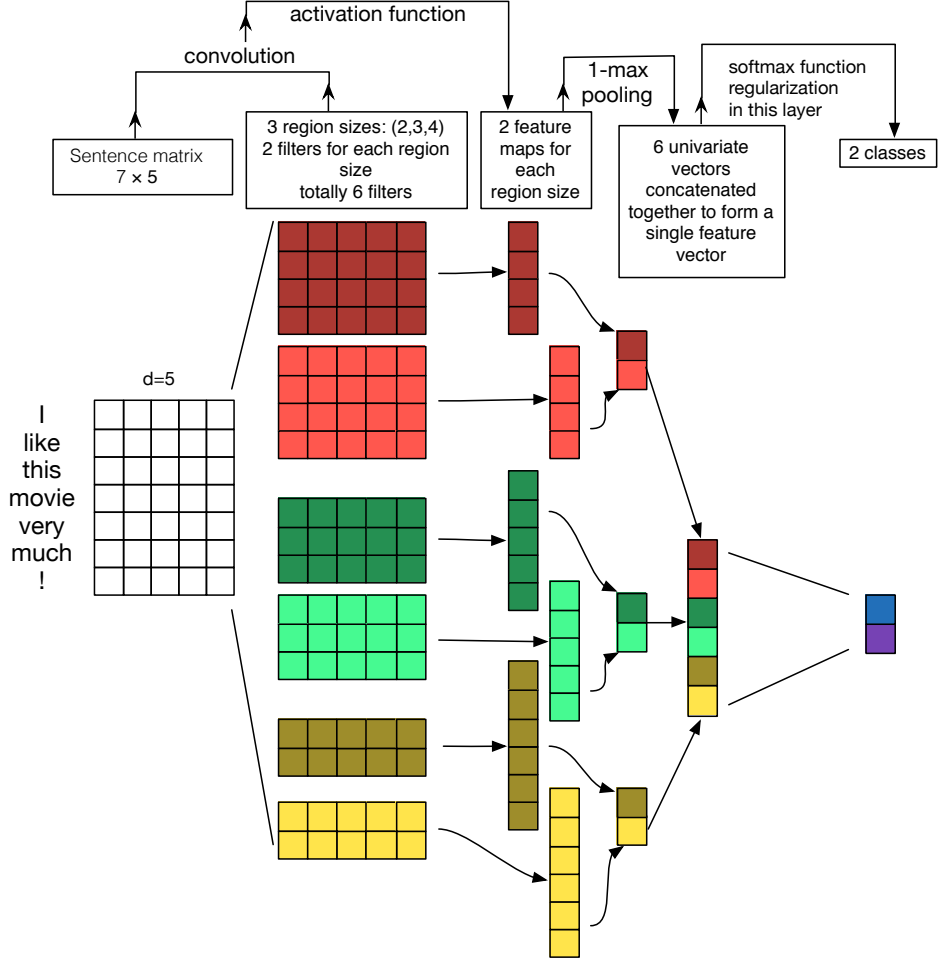 activation function
convolution
1-max
pooling
softmax function
regularization
in this layer
Sentence matrix
7 × 5
3 region sizes: (2,3,4)
2 filters for each region
size
totally 6 filters
2 feature
maps for
each
region size
6 univariate
vectors
concatenated
together to form a
single feature
vector
2 classes
d=5
I
like
this
movie
very
much
!